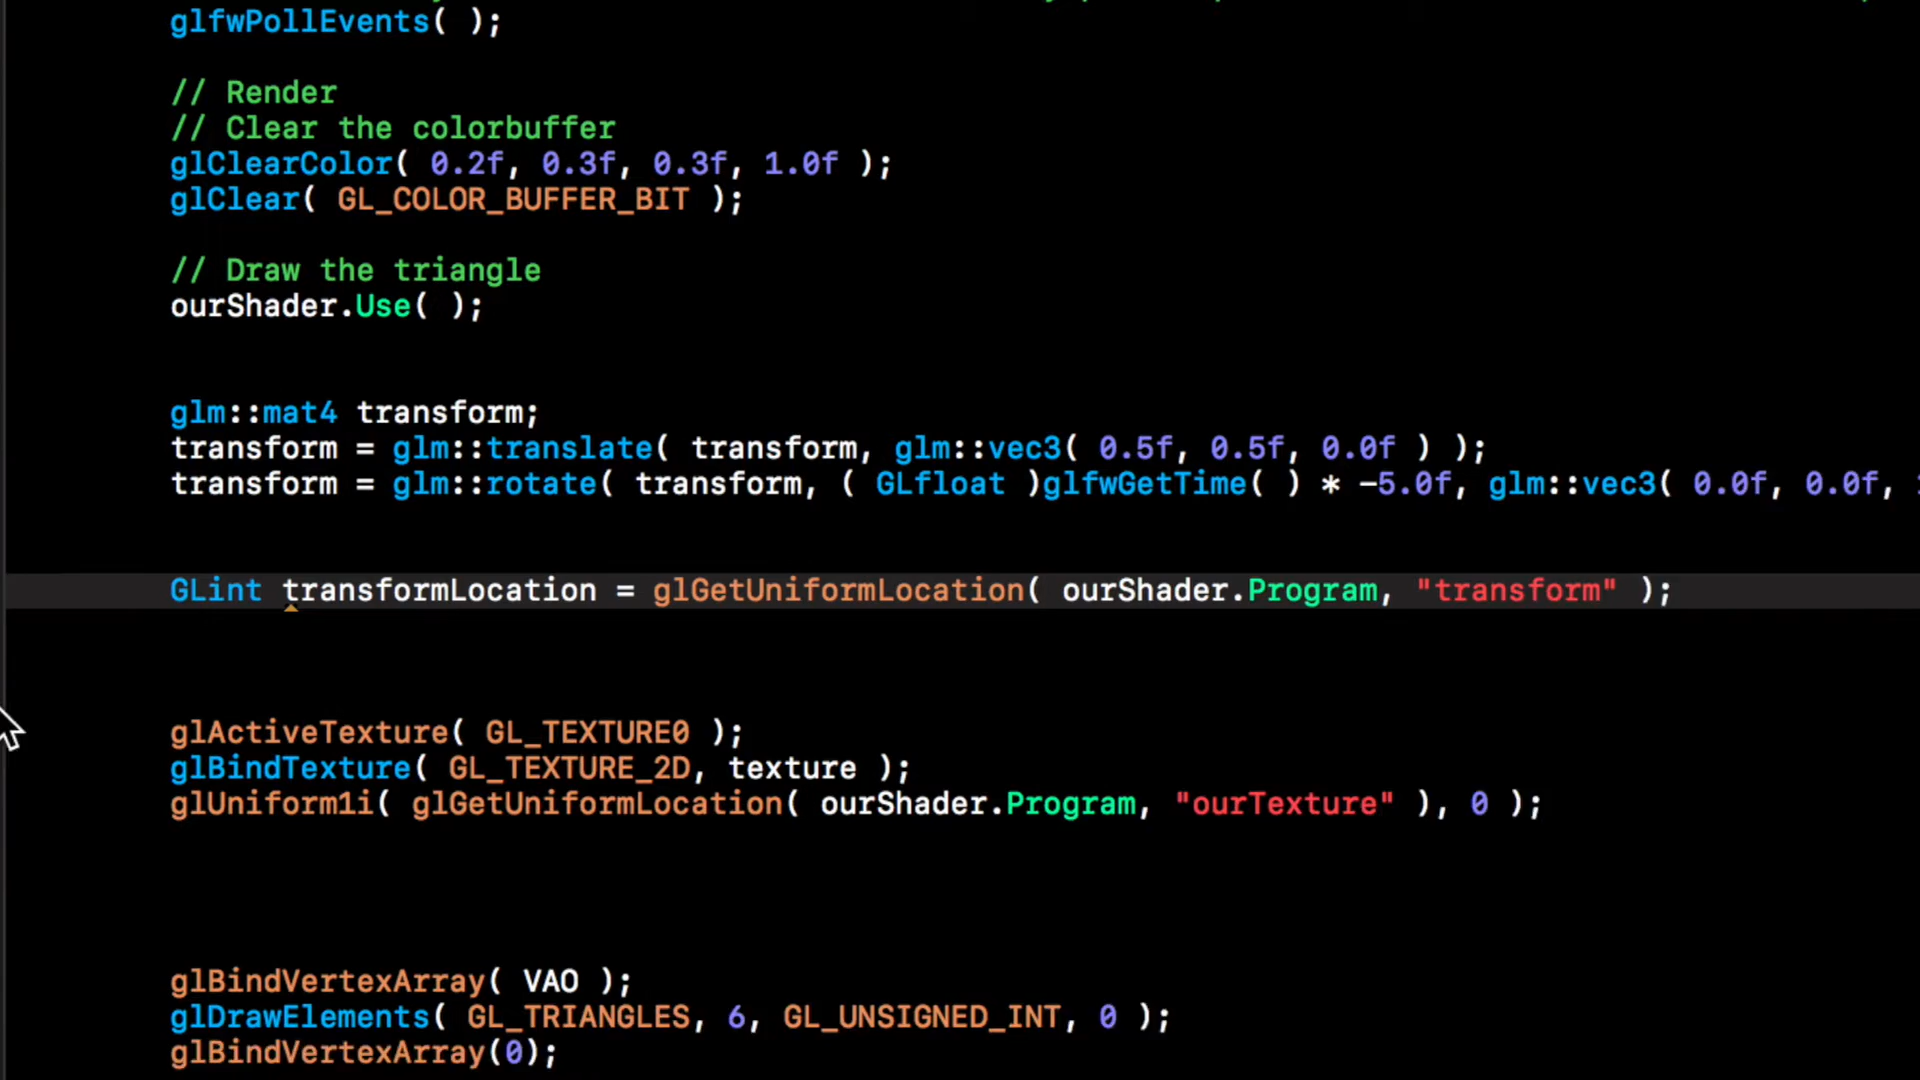 glfwPollEvents( );
// Render
// Clear the colorbuffer
glClearColor( 0.2f, 0.3f, 0.3f, 1.0f );
glClear( GL_COLOR_BUFFER_BIT );
// Draw the triangle
ourShader.Use( );
glm::mat4 transform;
transform = glm::translate( transform, glm::vec3( 0.5f, 0.5f, 0.0f ) );
transform = glm::rotate( transform, ( GLfloat )glfwGetTime( ) * -5.0f, glm::vec3( 0.0f, 0.0f,
GLint transformLocation = glGetUniformLocation( ourShader.Program, "transform" );
glActiveTexture( GL_TEXTURE0 );
glBindTexture( GL_TEXTURE_2D, texture );
glUniform1i( glGetUniformLocation( ourShader.Program, "ourTexture" ), 0 );
glBindVertexArray( VAO );
glDrawElements( GL_TRIANGLES, 6, GL_UNSIGNED_INT, 0 );
glBindVertexArray(0);